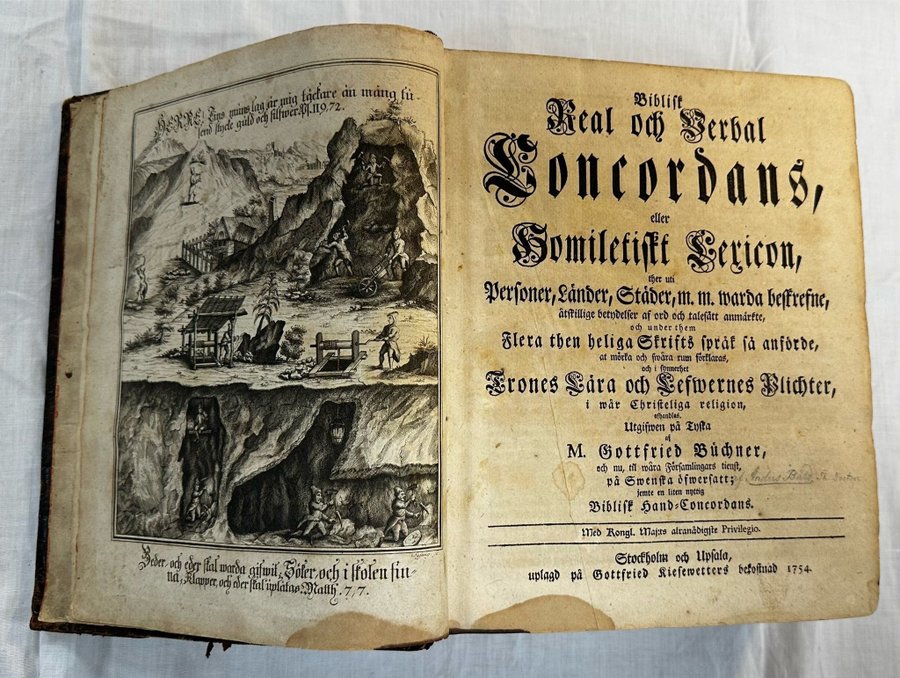 HERRE! Tins muns lag är mig täckare än mång tu-
send stycke guld och silfwer. Ps. 119,72.
Beder, och eder skal warda gifwit, Söker, och i skolen fin-
na, Klapper, och eder skal uplåtas. Matth. 7,7.
Biblisk
Real och Verbal
Concordans,
eller
Homiletiskt Lexicon,
ther uti
Personer, Länder, Städer, m. m. warda beskrefne,
åtskillige betydelser af ord och talesätt anmärkte,
och under them
Flera then heliga Skrifts språk så anförde,
at mörka och swåra rum förklaras,
och i synnerhet
Trones Lära och Lefwernes Plichter,
i wår Christeliga religion,
afhandlas.
Utgifwen på Tyska
af
M. Gottfried Büchner,
och nu, til wåra Församlingars tienst,
på Swenska öfwersatt;
jemte en liten nyttig
Biblisk Hand-Concordans.
Med Kongl. Maj:ts allranådigste Privilegio.
Stockholm och Upsala,
uplagd på Gottfried Kiesewetters bekostnad 1754.